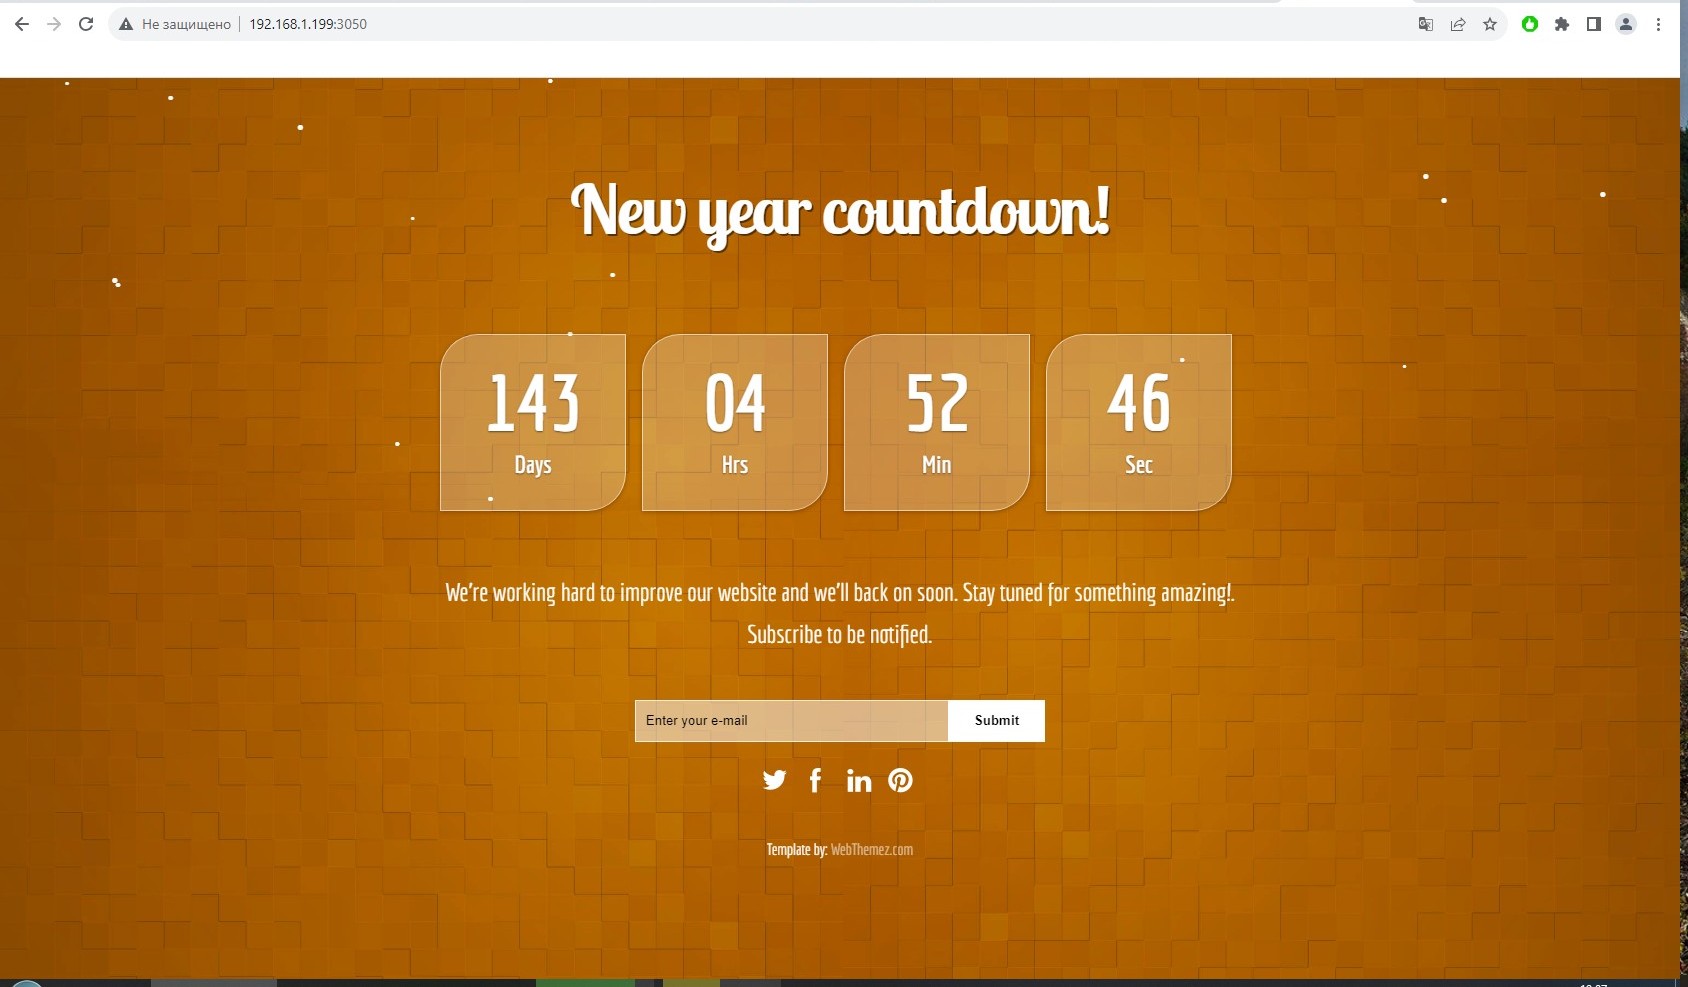 Не защищено 192.168.1.199:3050
New year countdown!
143 04 52 46
Days Hrs Min Sec
We're working hard to improve our website and we'll back on soon. Stay tuned for something amazing!.
Subscribe to be notified.
Enter your e-mail Submit
Template by: WebThemez.com